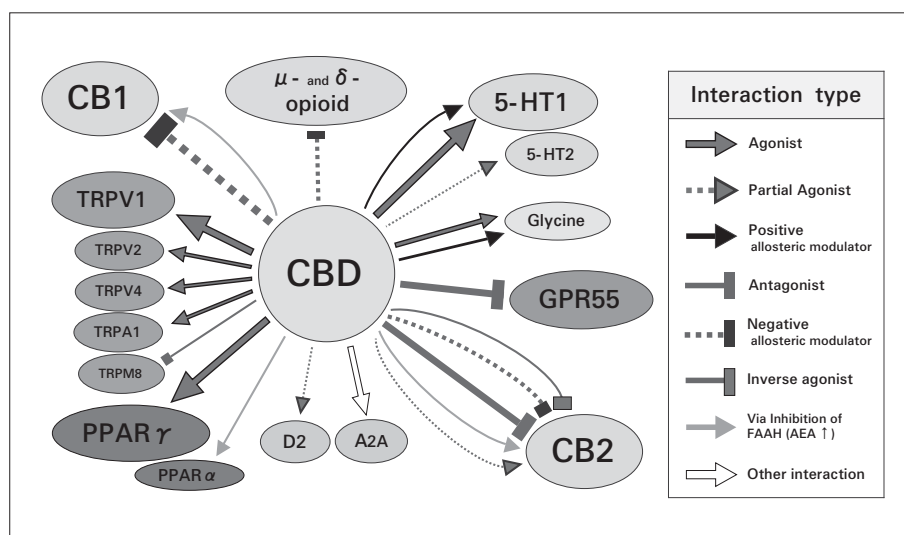 CB1
μ- and δ-
opioid
5-HT1
5-HT2
Glycine
GPR55
CB2
A2A
D2
PPARα
PPARγ
TRPM8
TRPA1
TRPV4
TRPV2
TRPV1
CBD
Interaction type
Agonist
Partial Agonist
Positive
allosteric modulator
Antagonist
Negative
allosteric modulator
Inverse agonist
Via Inhibition of
FAAH (AEA ↑)
Other interaction